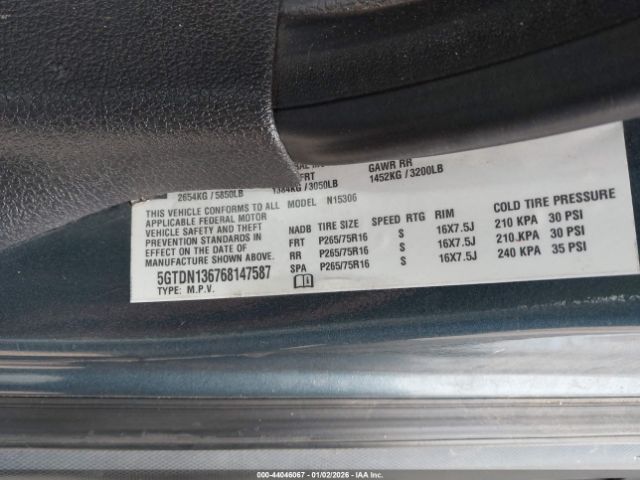 GAWR RR
FRT
2654KG / 5850LB 1384KG / 3050LB 1452KG / 3200LB
THIS VEHICLE CONFORMS TO ALL MODEL N15306
APPLICABLE FEDERAL MOTOR
VEHICLE SAFETY AND THEFT
PREVENTION STANDARDS IN
EFFECT ON THE DATE OF
MANUFACTURE SHOWN ABOVE.
5GTDN136768147587
TYPE: M.P.V.
NADB TIRE SIZE SPEED RTG RIM COLD TIRE PRESSURE
FRT P265/75R16 S 16X7.5J 210 KPA 30 PSI
RR P265/75R16 S 16X7.5J 210 KPA 30 PSI
SPA P265/75R16 S 16X7.5J 240 KPA 35 PSI
000-44046067 - 01/02/2026 - IAAI.COM